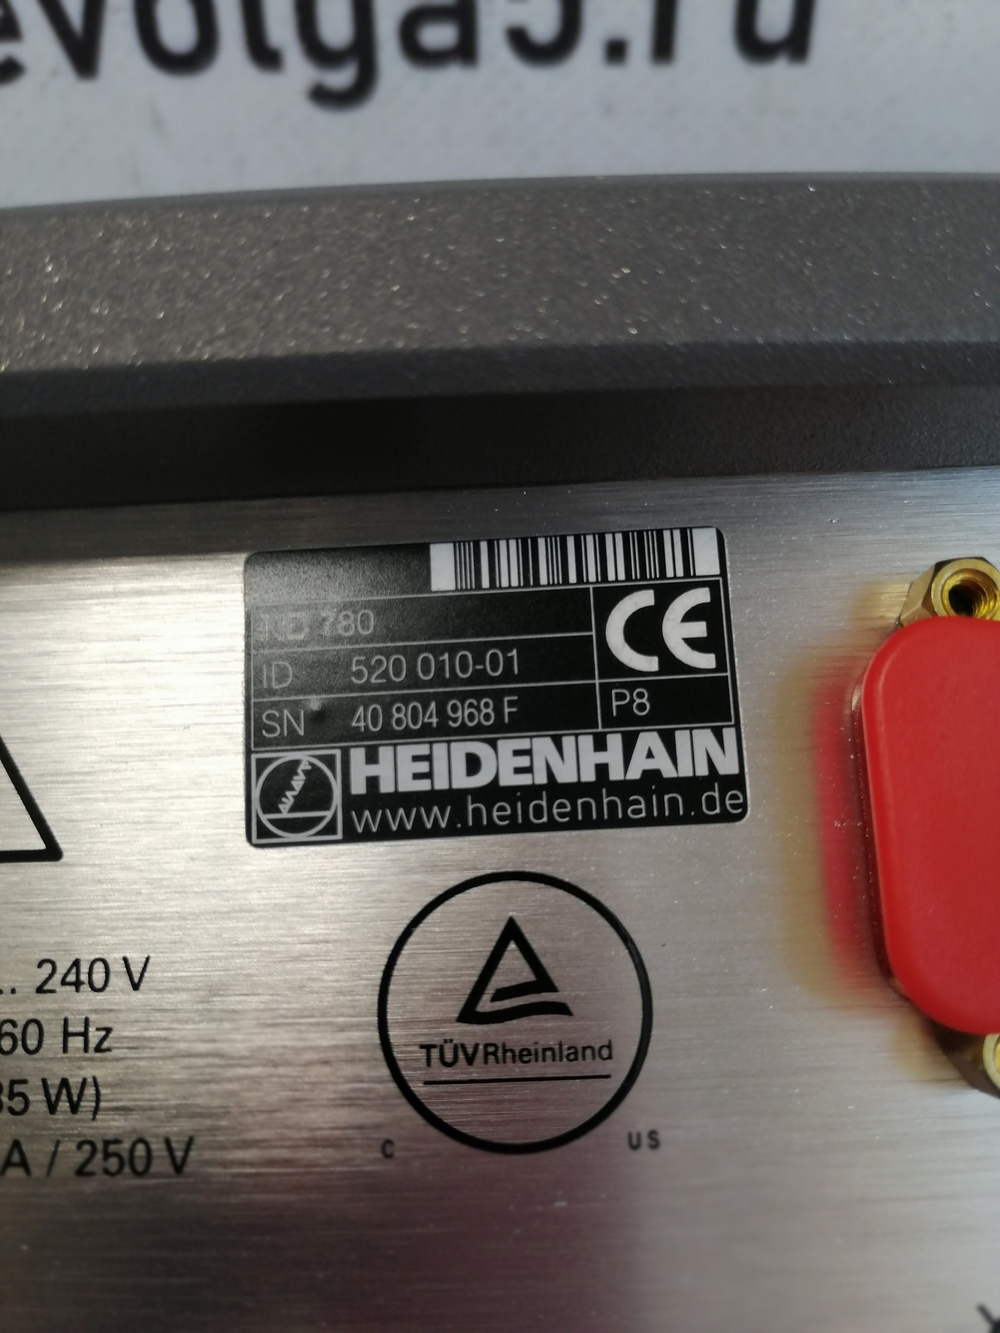 evolga5.ru
ND 780
ID 520 010-01
SN 40 804 968 F
P8
CE
HEIDENHAIN
www.heidenhain.de
.. 240 V
60 Hz
35 W)
A / 250 V
TÜVRheinland
C US